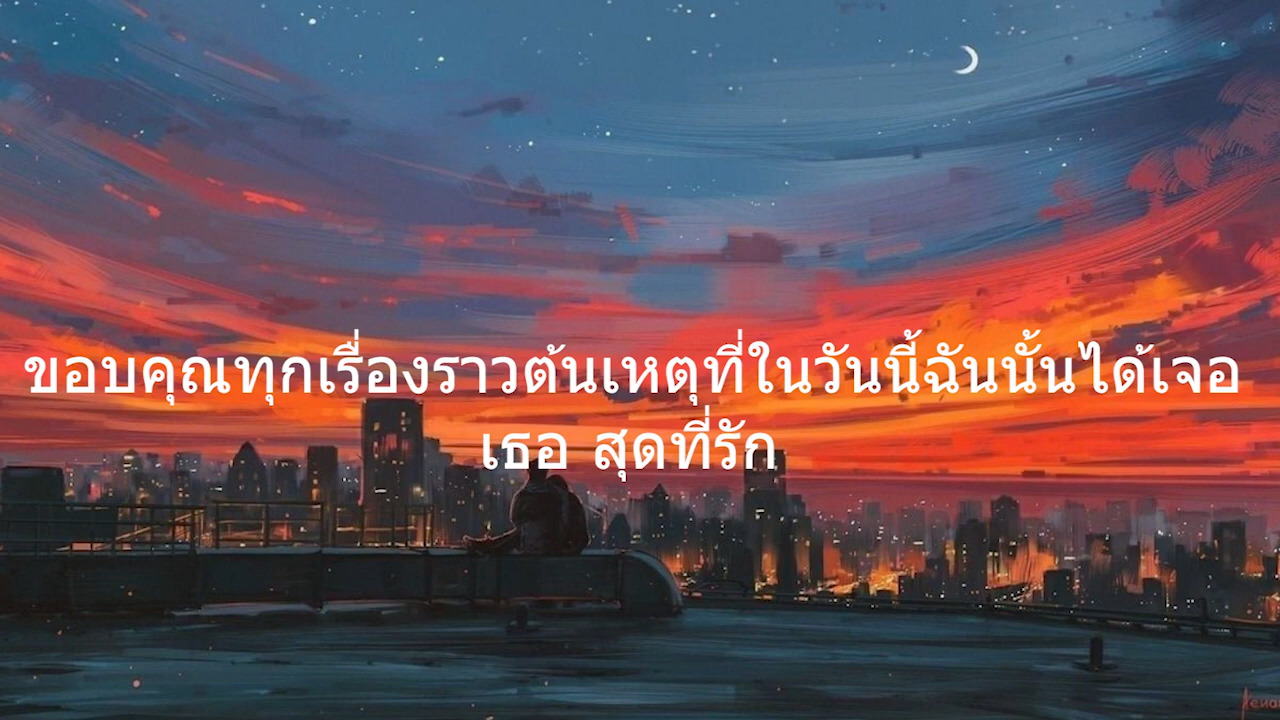 ขอบคุณทุกเรื่องราวต้นเหตุที่ในวันนี้ฉันนั้นได้เจอ
เธอ สุดที่รัก